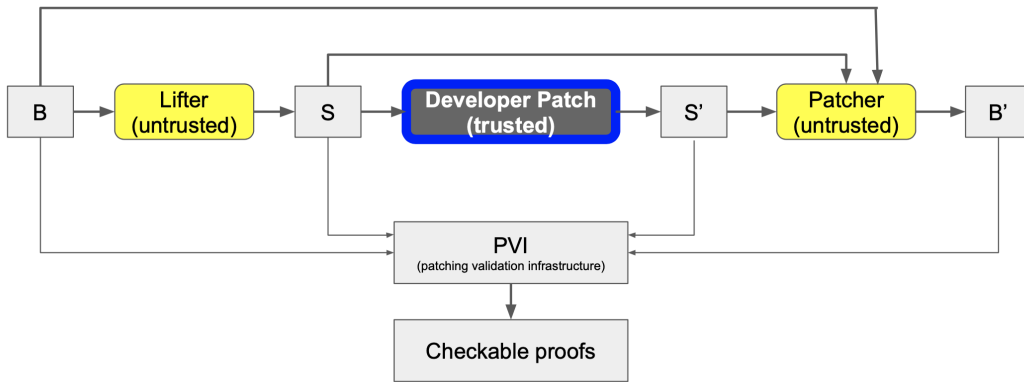 B
Lifter
(untrusted)
S
Developer Patch
(trusted)
S’
Patcher
(untrusted)
B’
PVI
(patching validation infrastructure)
Checkable proofs